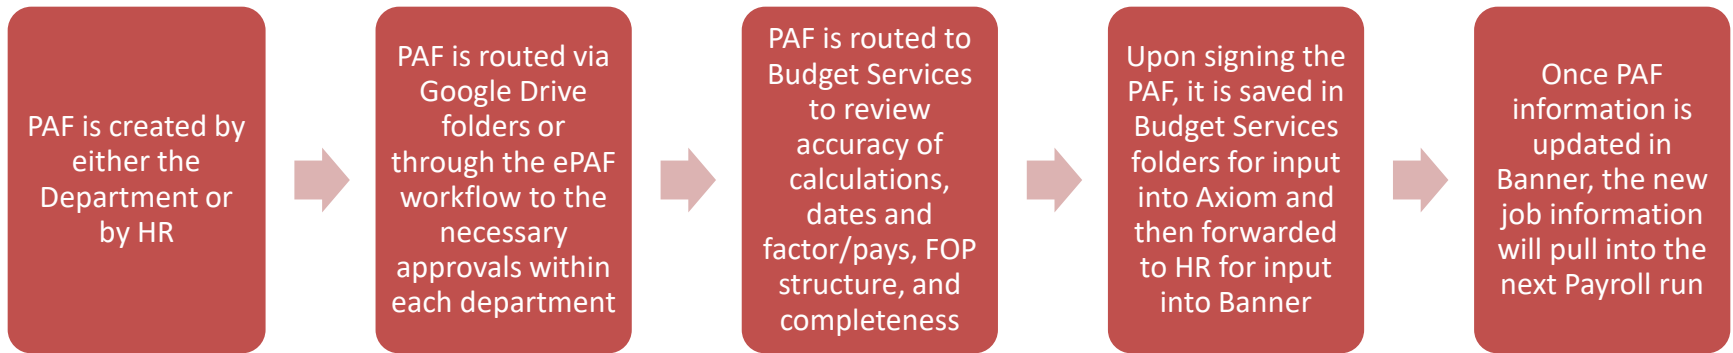 PAF is created by
either the
Department or
by HR
PAF is routed via
Google Drive
folders or
through the ePAF
workflow to the
necessary
approvals within
each department
PAF is routed to
Budget Services
to review
accuracy of
calculations,
dates and
factor/pays, FOP
structure, and
completeness
Upon signing the
PAF, it is saved in
Budget Services
folders for input
into Axiom and
then forwarded
to HR for input
into Banner
Once PAF
information is
updated in
Banner, the new
job information
will pull into the
next Payroll run